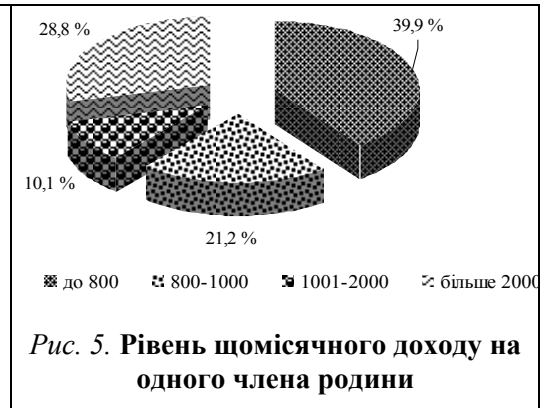 28,8 %
39,9 %
10,1 %
21,2 %
до 800 800-1000 1001-2000 більше 2000
Рис. 5. Рівень щомісячного доходу на
одного члена родини